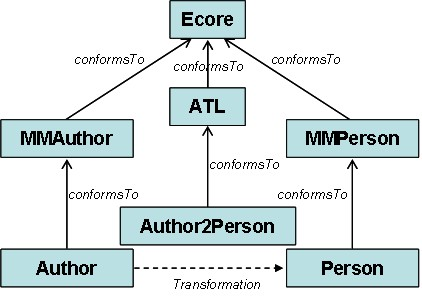 Ecore
conformsTo
conformsTo
conformsTo
ATL
MMAuthor
MMPerson
conformsTo
conformsTo
conformsTo
Author2Person
Author
Person
Transformation